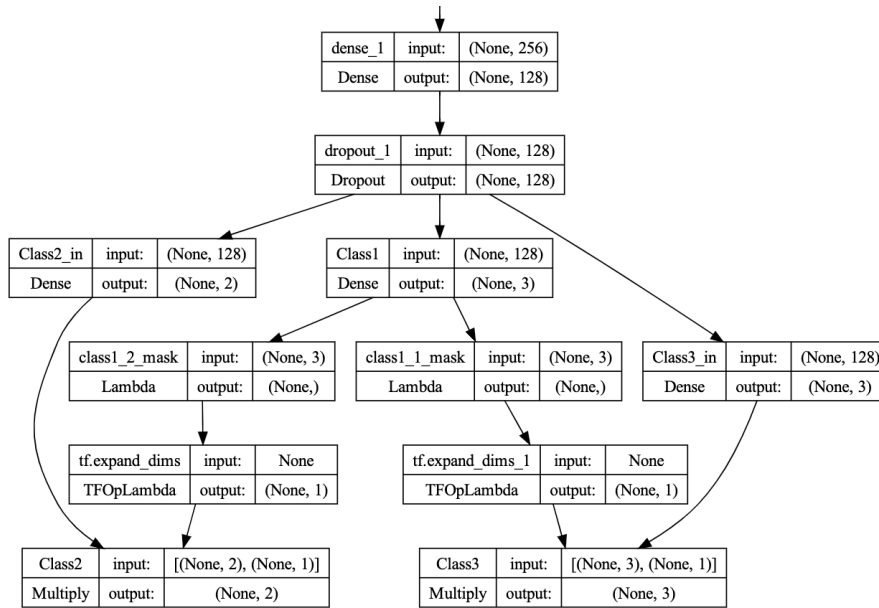 dense_1 input: (None, 256)
Dense output: (None, 128)
dropout_1 input: (None, 128)
Dropout output: (None, 128)
Class2_in input: (None, 128)
Dense output: (None, 2)
Class1 input: (None, 128)
Dense output: (None, 3)
class1_2_mask input: (None, 3)
Lambda output: (None,)
class1_1_mask input: (None, 3)
Lambda output: (None,)
Class3_in input: (None, 128)
Dense output: (None, 3)
tf.expand_dims input: None
TFOpLambda output: (None, 1)
tf.expand_dims_1 input: None
TFOpLambda output: (None, 1)
Class2 input: [(None, 2), (None, 1)]
Multiply output: (None, 2)
Class3 input: [(None, 3), (None, 1)]
Multiply output: (None, 3)